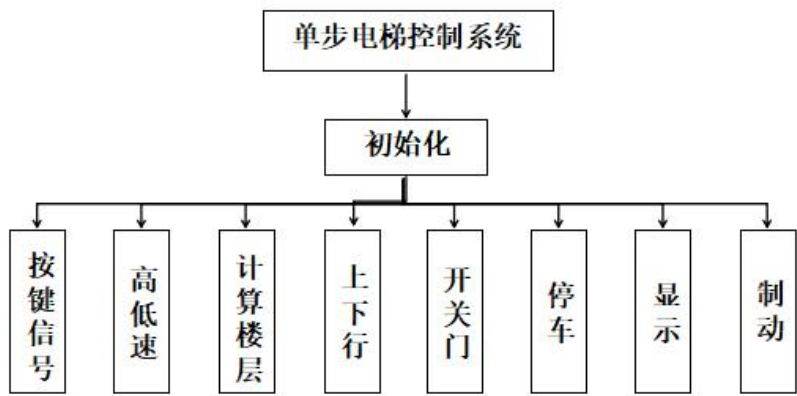 单步电梯控制系统
初始化
按键信号
高低速
计算楼层
上下行
开关门
停车
显示
制动